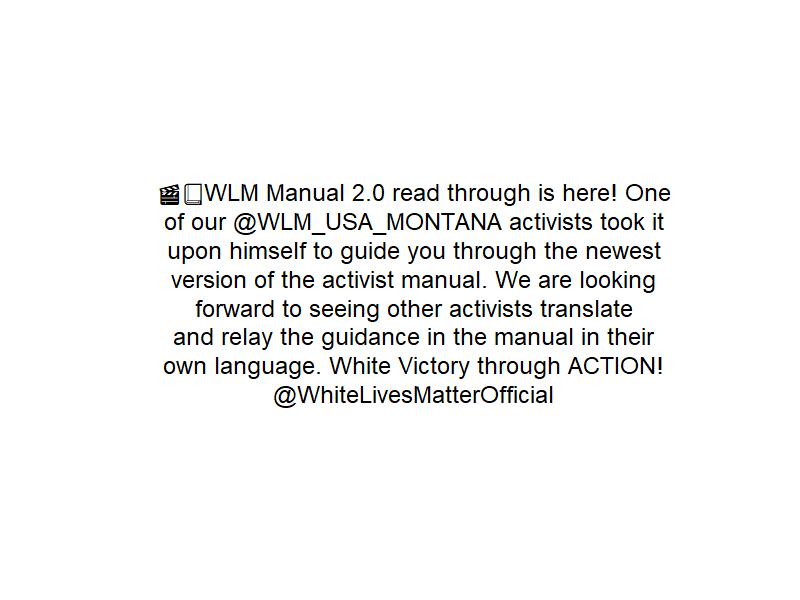 🎬📔WLM Manual 2.0 read through is here! One
of our @WLM_USA_MONTANA activists took it
upon himself to guide you through the newest
version of the activist manual. We are looking
forward to seeing other activists translate
and relay the guidance in the manual in their
own language. White Victory through ACTION!
@WhiteLivesMatterOfficial